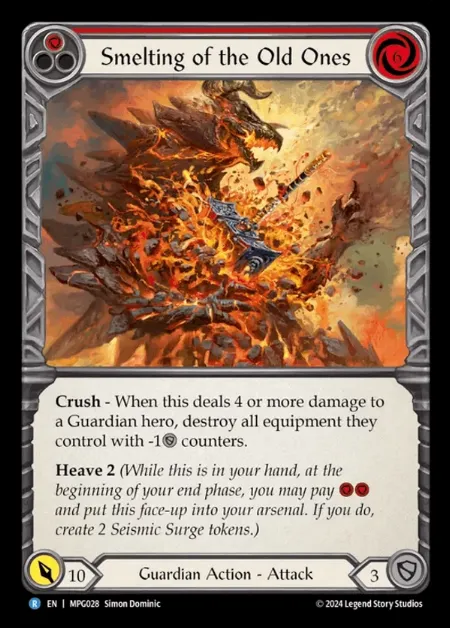 Smelting of the Old Ones
6
Crush - When this deals 4 or more damage to
a Guardian hero, destroy all equipment they
control with -1 counters.
Heave 2 (While this is in your hand, at the
beginning of your end phase, you may pay
and put this face-up into your arsenal. If you do,
create 2 Seismic Surge tokens.)
10 Guardian Action - Attack 3
R EN | MPG028 Simon Dominic © 2024 Legend Story Studios